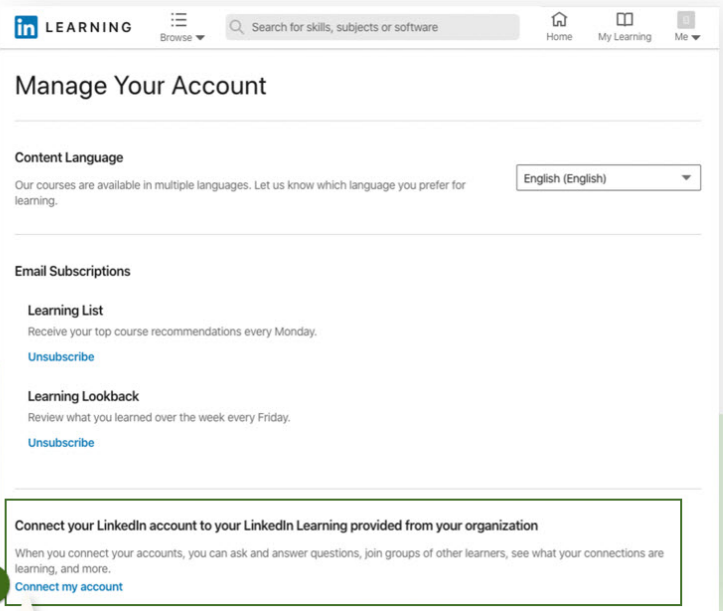 in LEARNING
Browse
Search for skills, subjects or software
Home
My Learning
Me
Manage Your Account
Content Language
Our courses are available in multiple languages. Let us know which language you prefer for
learning.
English (English)
Email Subscriptions
Learning List
Receive your top course recommendations every Monday.
Unsubscribe
Learning Lookback
Review what you learned over the week every Friday.
Unsubscribe
Connect your LinkedIn account to your LinkedIn Learning provided from your organization
When you connect your accounts, you can ask and answer questions, join groups of other learners, see what your connections are
learning, and more.
Connect my account